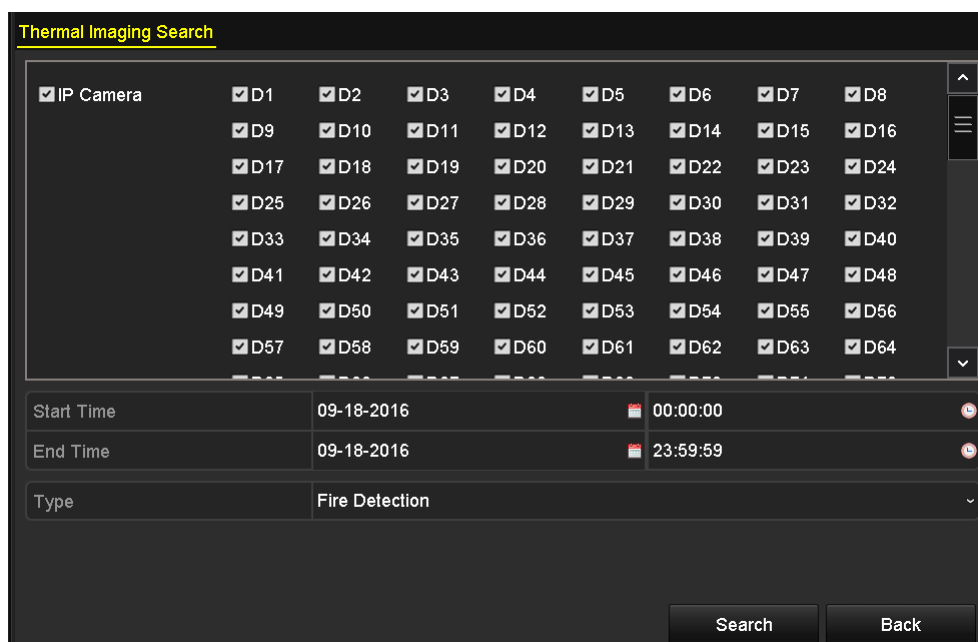 Thermal Imaging Search
IP Camera D1 D2 D3 D4 D5 D6 D7 D8
D9 D10 D11 D12 D13 D14 D15 D16
D17 D18 D19 D20 D21 D22 D23 D24
D25 D26 D27 D28 D29 D30 D31 D32
D33 D34 D35 D36 D37 D38 D39 D40
D41 D42 D43 D44 D45 D46 D47 D48
D49 D50 D51 D52 D53 D54 D55 D56
D57 D58 D59 D60 D61 D62 D63 D64
Start Time 09-18-2016 00:00:00
End Time 09-18-2016 23:59:59
Type Fire Detection
Search Back